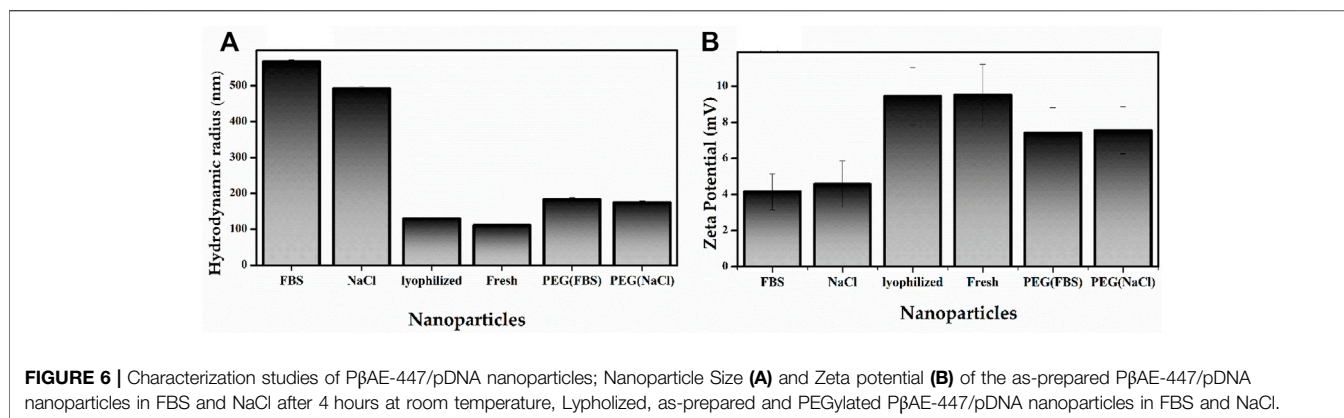 A
Hydrodynamic radius (nm)
500
400
300
200
100
0
FBS NaCl lyophilized Fresh PEG(FBS) PEG(NaCl)
Nanoparticles
B
Zeta Potential (mV)
10
8
6
4
2
0
FBS NaCl lyophilized Fresh PEG(FBS) PEG(NaCl)
Nanoparticles
FIGURE 6 | Characterization studies of PβAE-447/pDNA nanoparticles; Nanoparticle Size (A) and Zeta potential (B) of the as-prepared PβAE-447/pDNA
nanoparticles in FBS and NaCl after 4 hours at room temperature, Lypholized, as-prepared and PEGylated PβAE-447/pDNA nanoparticles in FBS and NaCl.